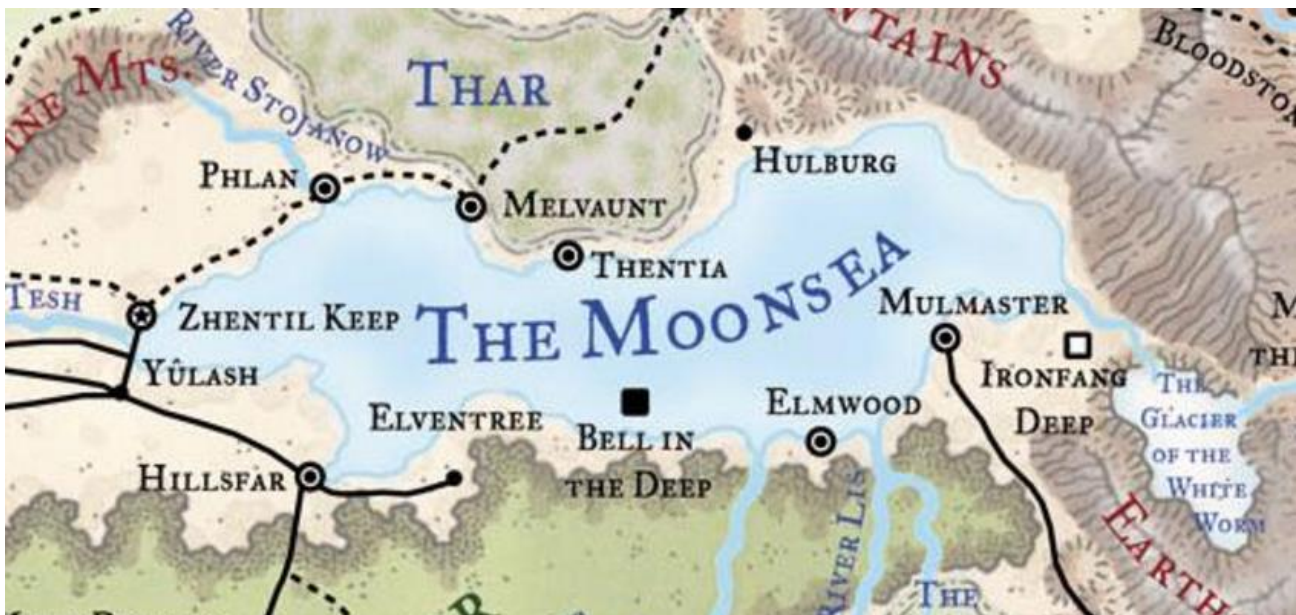 TAINS
BLOODSTO
INE MTS.
RIVER STOJANOW
THAR
PHLAN
HULBURG
MELVAUNT
THENTIA
TESH
ZHENTIL KEEP
THE MOONSEA
MULMASTER
YÛLASH
IRONFANG
DEEP
ELVENTREE
ELMWOOD
BELL IN
THE DEEP
HILLSFAR
THE
GLACIER
OF THE
WHITE
WORM
RIVER LIS
EARTH
THE